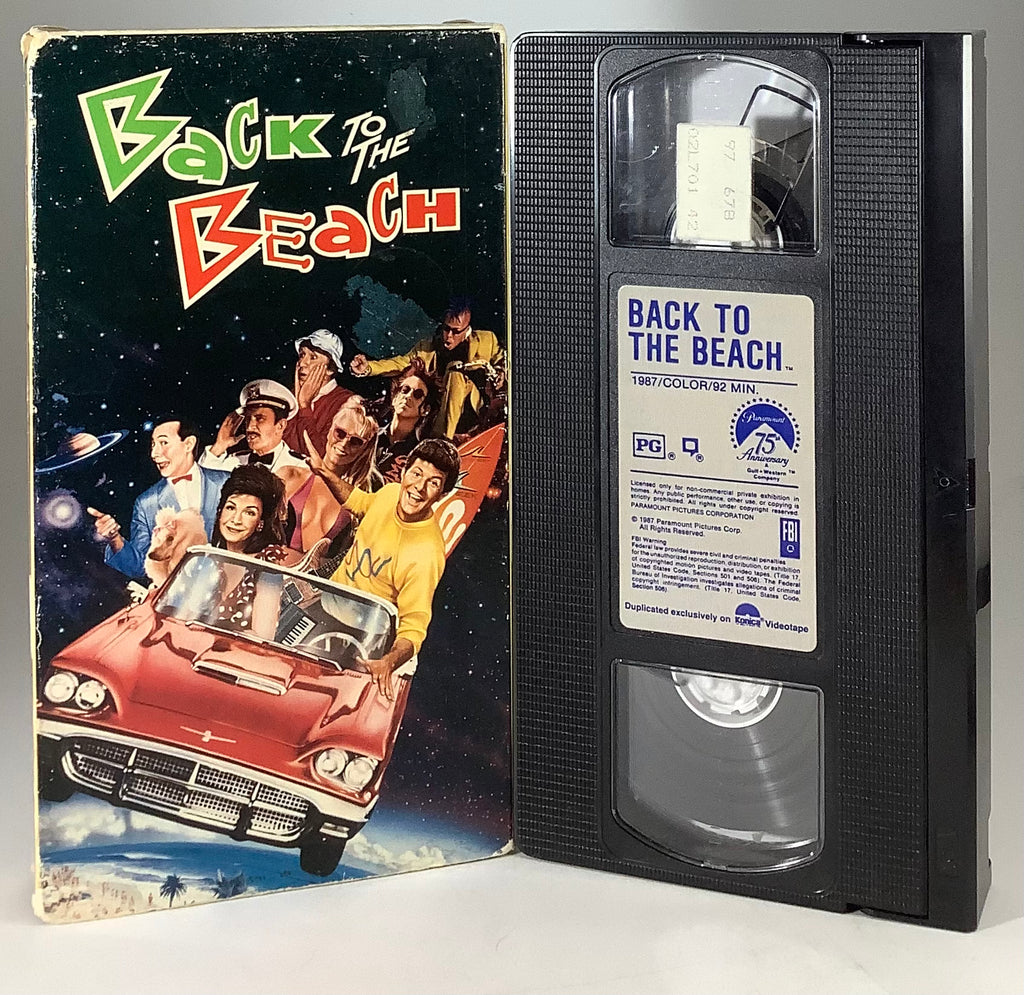 BACK TO THE
BEACH
97 678
02L701 42
BACK TO
THE BEACH™
1987/COLOR/92 MIN.
PG®
Q®
Paramount
75th
Anniversary
A
Gulf+Western™
Company
Licensed only for non-commercial private exhibition in
homes. Any public performance, other use, or copying is
strictly prohibited. All rights under copyright reserved.
PARAMOUNT PICTURES CORPORATION
© 1987 Paramount Pictures Corp.
All Rights Reserved.
FBI
FBI Warning
Federal law provides severe civil and criminal penalties
for the unauthorized reproduction, distribution, or exhibition
of copyrighted motion pictures and video tapes. (Title 17,
United States Code, Sections 501 and 506). The Federal
Bureau of Investigation investigates allegations of criminal
copyright infringement. (Title 17, United States Code,
Section 506).
Duplicated exclusively on Konica® Videotape